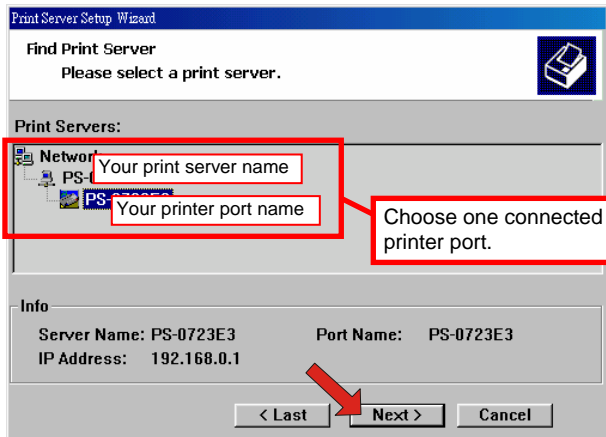 Print Server Setup Wizard
Find Print Server
Please select a print server.
Print Servers:
Network
Your print server name
PS-0723E3
Your printer port name
Choose one connected
printer port.
Info
Server Name: PS-0723E3 Port Name: PS-0723E3
IP Address: 192.168.0.1
< Last Next > Cancel